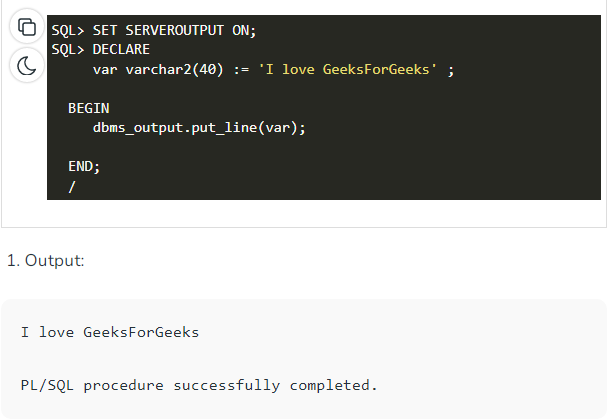 SQL> SET SERVEROUTPUT ON;
SQL> DECLARE
var varchar2(40) := 'I love GeeksForGeeks' ;
BEGIN
dbms_output.put_line(var);
END;
/
1. Output:
I love GeeksForGeeks
PL/SQL procedure successfully completed.